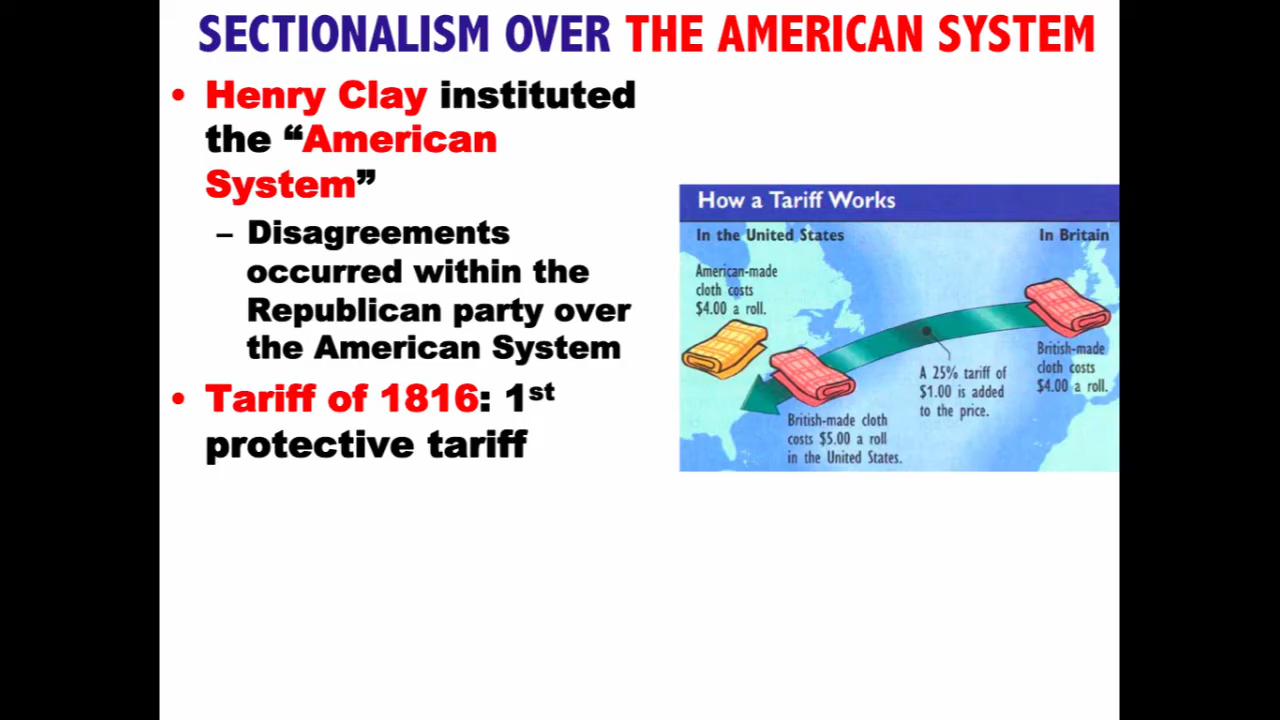 SECTIONALISM OVER THE AMERICAN SYSTEM
• Henry Clay instituted
the “American
System”
– Disagreements
occurred within the
Republican party over
the American System
• Tariff of 1816: 1st
protective tariff
How a Tariff Works
In the United States
In Britain
American-made
cloth costs
$4.00 a roll.
British-made
cloth costs
$4.00 a roll.
A 25% tariff of
$1.00 is added
to the price.
British-made cloth
costs $5.00 a roll
in the United States.